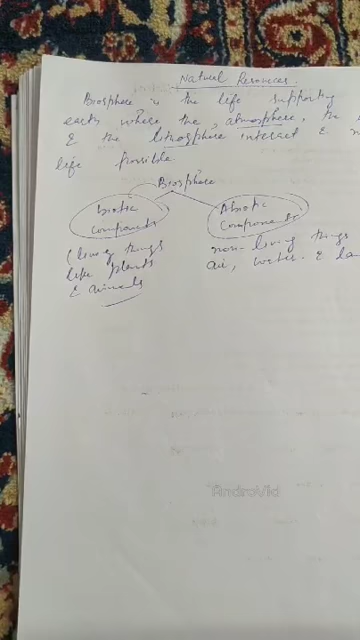 Natural Resources.
Biosphere is the life supporting
earth where the, atmosphere, the
& the lithosphere interact &
life possible
Biosphere
biotic Abiotic
components Components
(living things non-living things
like plants air, water & la
& animals
AndroVid